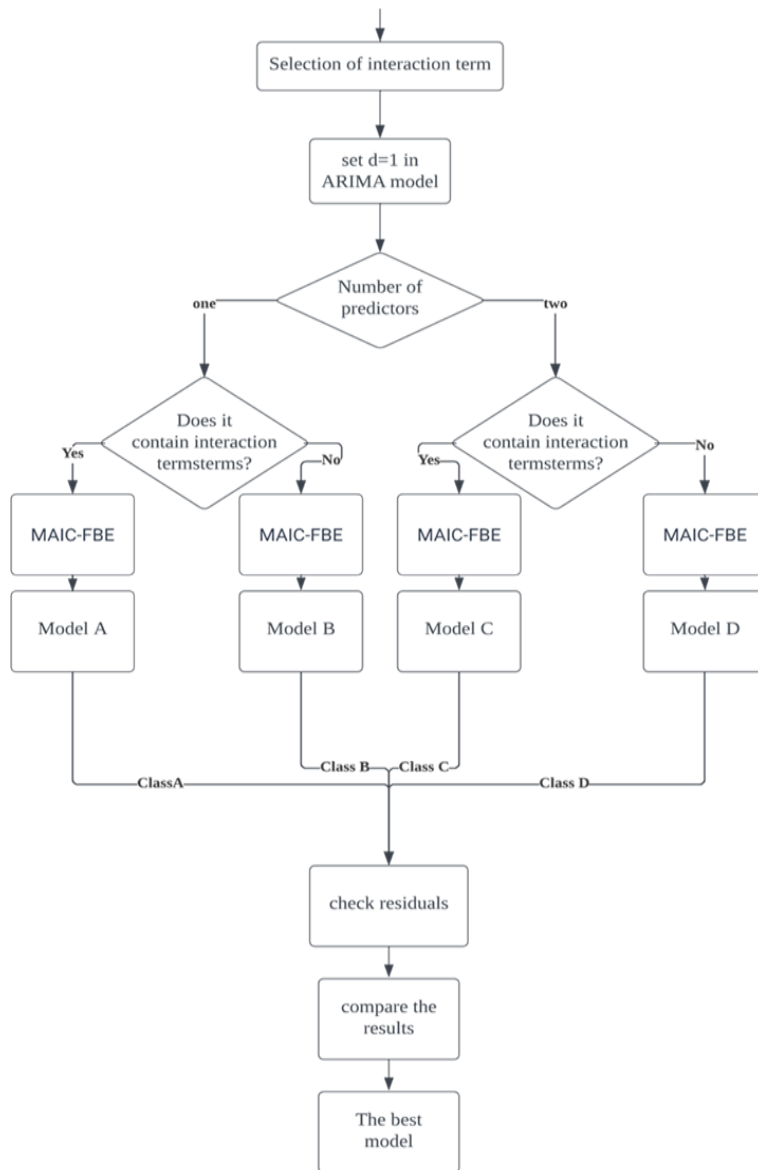 Selection of interaction term
set d=1 in
ARIMA model
Number of
predictors
one
two
Does it
contain interaction
termsterms?
Does it
contain interaction
termsterms?
Yes
No
Yes
No
MAIC-FBE
MAIC-FBE
MAIC-FBE
MAIC-FBE
Model A
Model B
Model C
Model D
Class B
Class C
ClassA
Class D
check residuals
compare the
results
The best
model